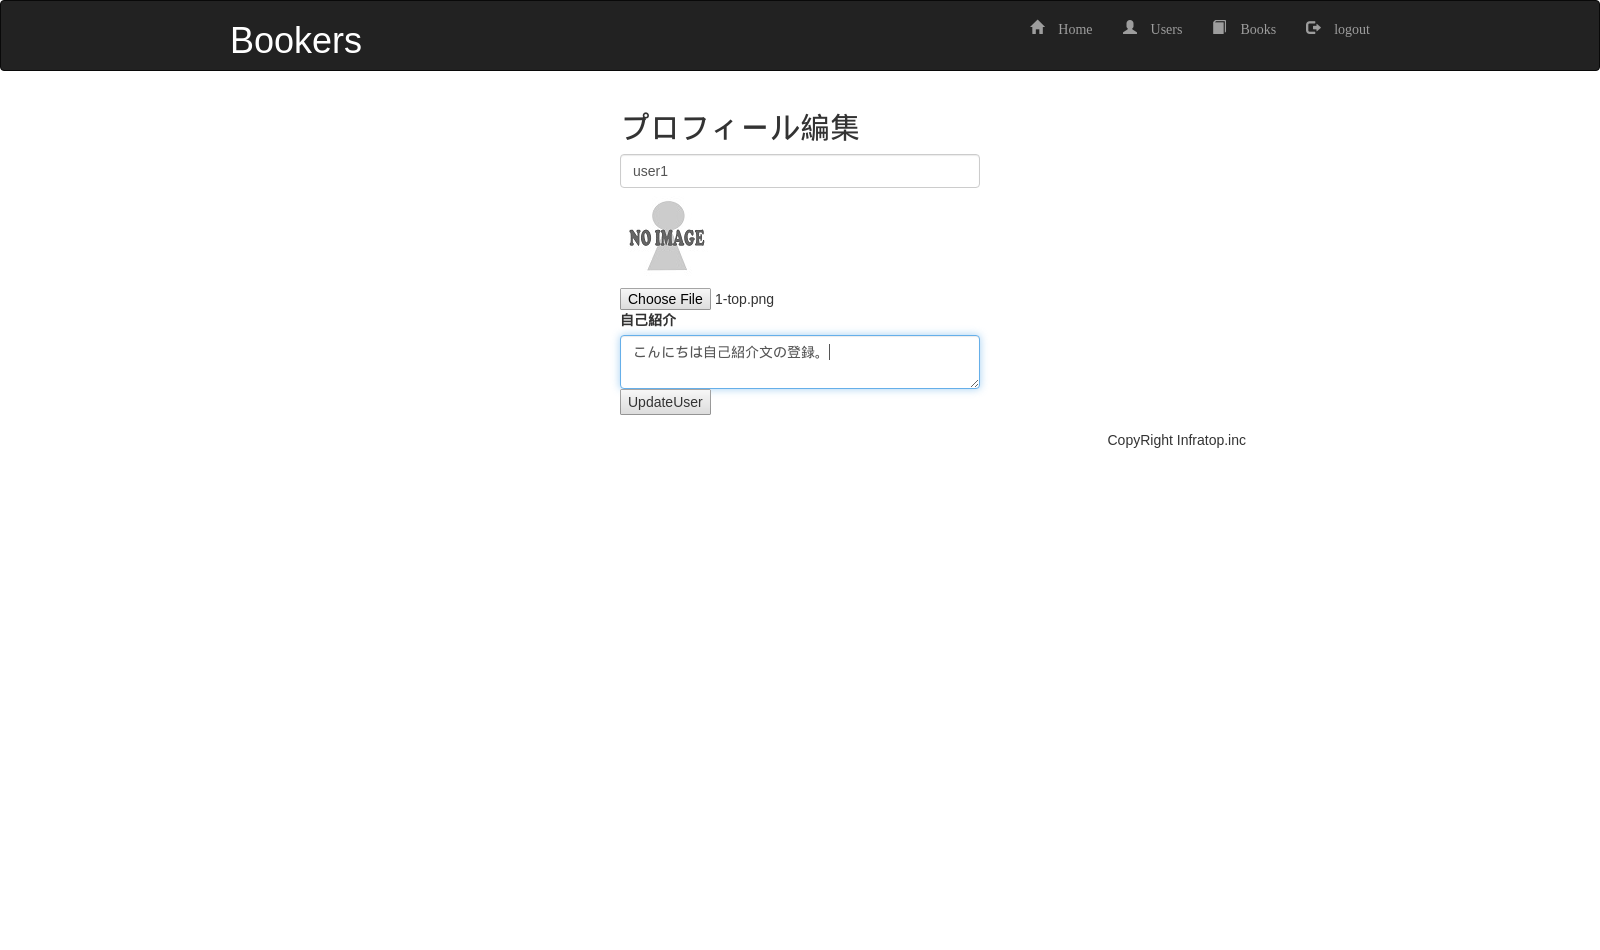 Bookers
Home Users Books logout
プロフィール編集
user1
NO IMAGE
Choose File 1-top.png
自己紹介
こんにちは自己紹介文の登録。
UpdateUser
CopyRight Infratop.inc